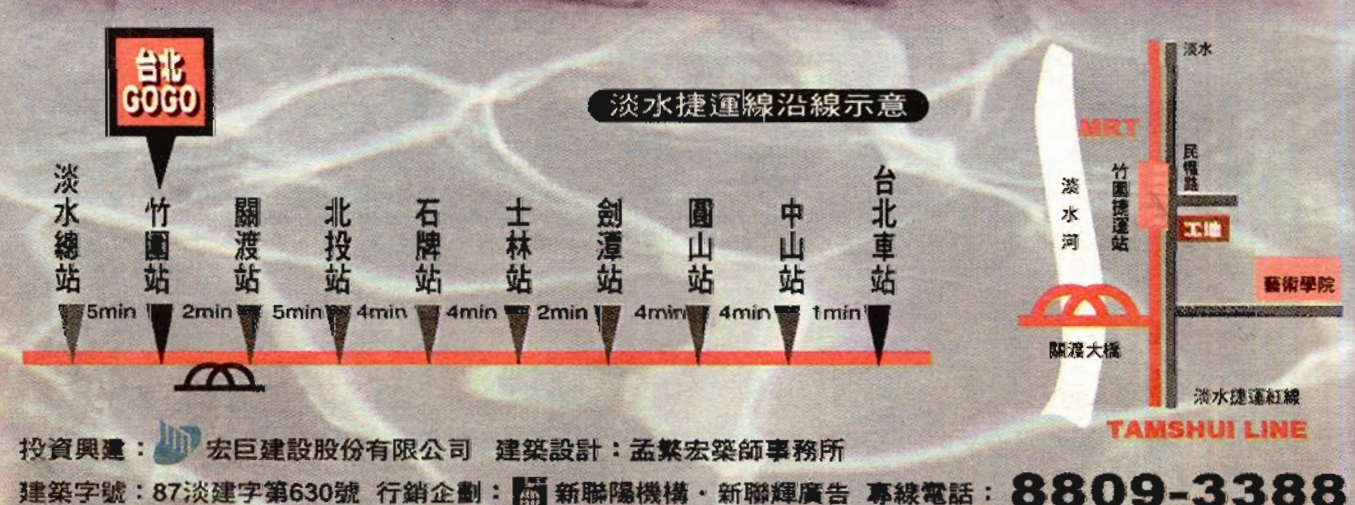 台北
GOGO
淡水捷運線沿線示意
淡水總站
竹圍站
關渡站
北投站
石牌站
士林站
劍潭站
圓山站
中山站
台北車站
5min 2min 5min 4min 4min 2min 4min 4min 1min
淡水
MRT
民權路
竹圍捷運站
淡水河
工地
藝術學院
關渡大橋
淡水捷運紅線
TAMSHUI LINE
投資興建：宏巨建設股份有限公司 建築設計：孟繁宏築師事務所
建築字號：87淡建字第630號 行銷企劃：新聯陽機構・新聯輝廣告 專線電話：8809-3388